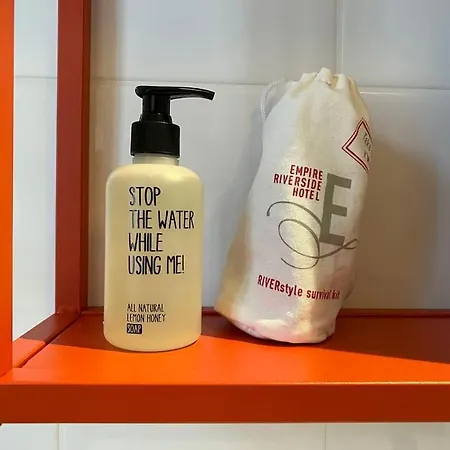 STOP
THE WATER
WHILE
USING ME!
ALL NATURAL
LEMON HONEY
SOAP
EMPIRE
RIVERSIDE
HOTEL
E
RIVERstyle survival kit